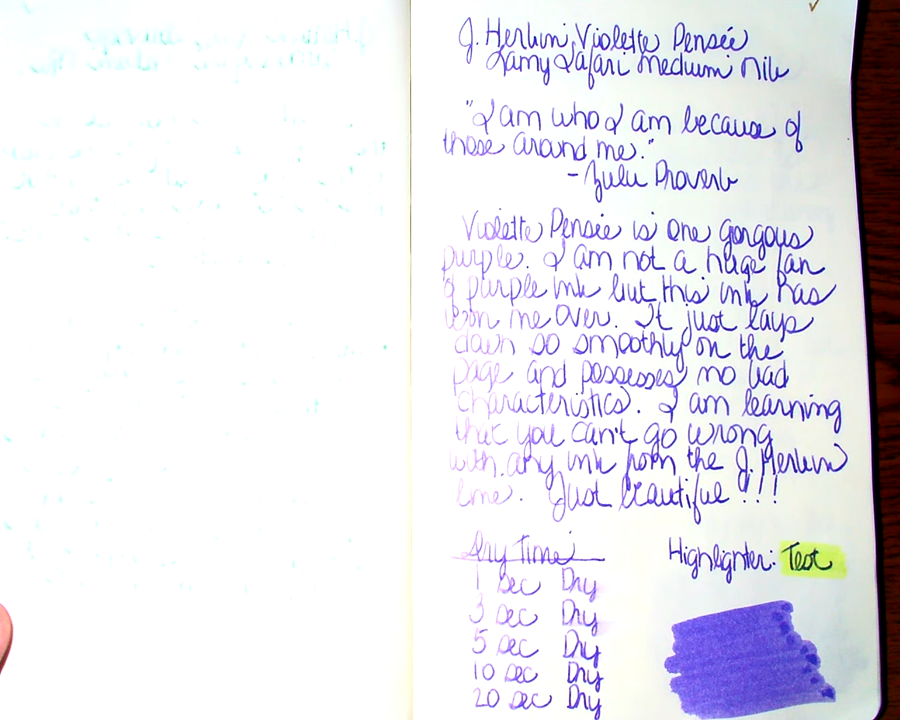 J. Herbin Violette Pensée
Lamy Safari Medium Nib
"I am who I am because of
those around me."
- Zulu Proverb
Violette Pensée is one gorgous
purple. I am not a huge fan
of purple ink but this ink has
won me over. It just lays
down so smoothly on the
page and possesses no bad
characteristics. I am learning
that you can't go wrong
with any ink from the J. Herbin
line. Just beautiful!!!
Dry Time
Highlighter: Test
1 sec Dry
3 sec Dry
5 sec Dry
10 sec Dry
20 sec Dry